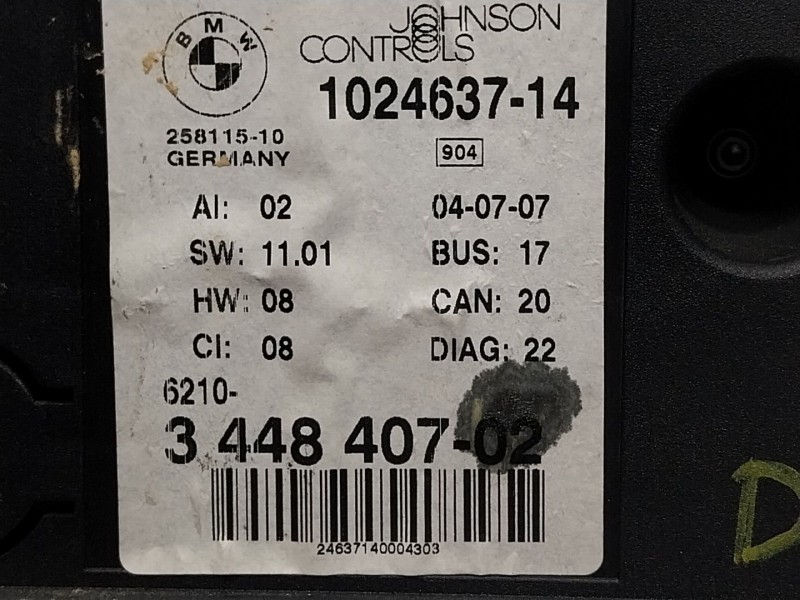 BMW
JOHNSON
CONTROLS
1024637-14
258115-10
GERMANY
904
AI: 02 04-07-07
SW: 11.01 BUS: 17
HW: 08 CAN: 20
CI: 08 DIAG: 22
6210-
3 448 407-02
24637140004303
D